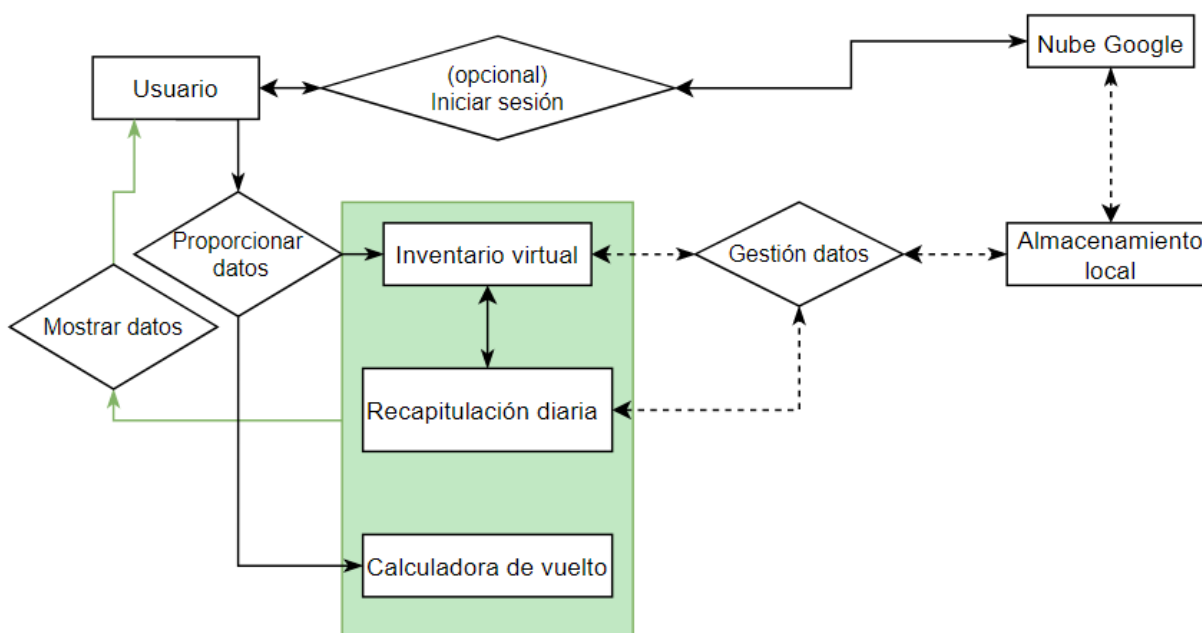 Nube Google
(opcional)
Iniciar sesión
Usuario
Proporcionar
datos
Inventario virtual
Gestión datos
Almacenamiento
local
Mostrar datos
Recapitulación diaria
Calculadora de vuelto